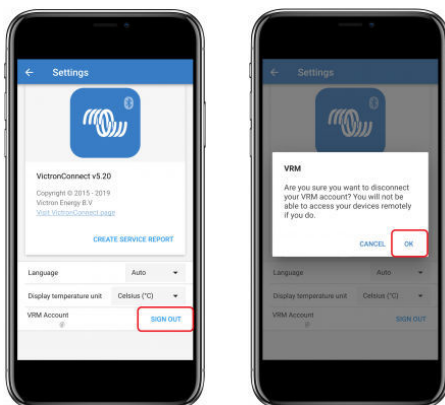 Settings
VictronConnect v5.20
Copyright © 2015 - 2019
Victron Energy B.V
Visit VictronConnect page
CREATE SERVICE REPORT
Language Auto
Display temperature unit Celsius (°C)
VRM Account SIGN OUT
Settings
VRM
Are you sure you want to disconnect
your VRM account? You will not be
able to access your devices remotely
if you do.
CANCEL OK
Language Auto
Display temperature unit Celsius (°C)
VRM Account SIGN OUT